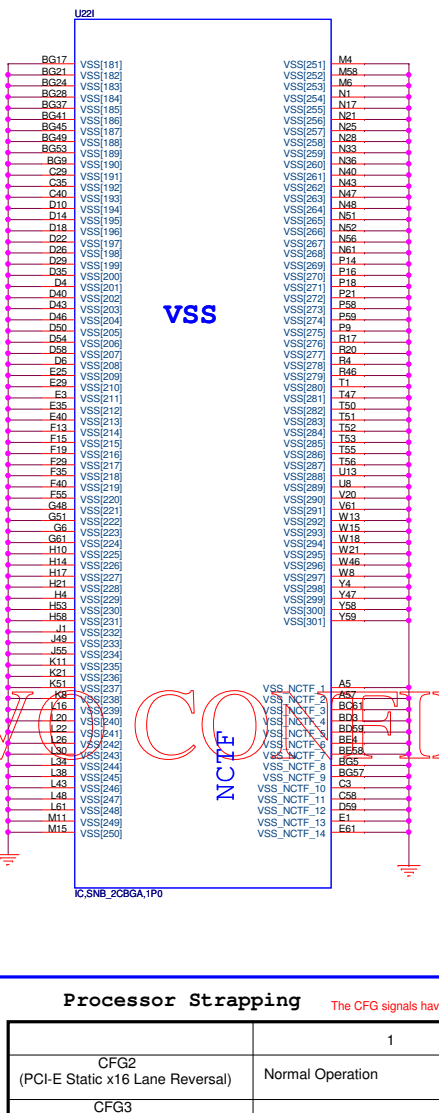 U22I
BG17 VSS[181] VSS[251] M4
BG21 VSS[182] VSS[252] M58
BG24 VSS[183] VSS[253] M6
BG28 VSS[184] VSS[254] N1
BG37 VSS[185] VSS[255] N17
BG41 VSS[186] VSS[256] N21
BG45 VSS[187] VSS[257] N25
BG49 VSS[188] VSS[258] N28
BG53 VSS[189] VSS[259] N33
BG9 VSS[190] VSS[260] N36
C29 VSS[191] VSS[261] N40
C35 VSS[192] VSS[262] N43
C40 VSS[193] VSS[263] N47
D10 VSS[194] VSS[264] N48
D14 VSS[195] VSS[265] N51
D18 VSS[196] VSS[266] N52
D22 VSS[197] VSS[267] N56
D26 VSS[198] VSS[268] N61
D29 VSS[199] VSS[269] P14
D35 VSS[200] VSS[270] P16
D4 VSS[201] VSS[271] P18
D40 VSS[202] VSS[272] P21
D43 VSS[203] VSS[273] P58
D46 VSS[204] VSS[274] P59
D50 VSS[205] VSS[275] P9
D54 VSS[206] VSS[276] R17
D58 VSS[207] VSS[277] R20
D6 VSS[208] VSS[278] R4
E25 VSS[209] VSS[279] R46
E29 VSS[210] VSS[280] T1
E3 VSS[211] VSS[281] T47
E35 VSS[212] VSS[282] T50
E40 VSS[213] VSS[283] T51
F13 VSS[214] VSS[284] T52
F15 VSS[215] VSS[285] T53
F19 VSS[216] VSS[286] T55
F29 VSS[217] VSS[287] T56
F35 VSS[218] VSS[288] U13
F40 VSS[219] VSS[289] U8
F55 VSS[220] VSS[290] V20
G48 VSS[221] VSS[291] V61
G51 VSS[222] VSS[292] W13
G6 VSS[223] VSS[293] W15
G61 VSS[224] VSS[294] W18
H10 VSS[225] VSS[295] W21
H14 VSS[226] VSS[296] W46
H17 VSS[227] VSS[297] W8
H21 VSS[228] VSS[298] Y4
H4 VSS[229] VSS[299] Y47
H53 VSS[230] VSS[300] Y58
H58 VSS[231] VSS[301] Y59
J1 VSS[232]
J49 VSS[233]
J55 VSS[234]
K11 VSS[235]
K21 VSS[236]
K51 VSS[237] VSS_NCTF_1 A5
K8 VSS[238] VSS_NCTF_2 A57
L16 VSS[239] VSS_NCTF_3 BC61
L20 VSS[240] VSS_NCTF_4 BD3
L22 VSS[241] VSS_NCTF_5 BD59
L26 VSS[242] VSS_NCTF_6 BE4
L30 VSS[243] VSS_NCTF_7 BE58
L34 VSS[244] VSS_NCTF_8 BG5
L38 VSS[245] VSS_NCTF_9 BG57
L43 VSS[246] VSS_NCTF_10 C3
L48 VSS[247] VSS_NCTF_11 C58
L61 VSS[248] VSS_NCTF_12 D59
M11 VSS[249] VSS_NCTF_13 E1
M15 VSS[250] VSS_NCTF_14 E61
VSS
NCTF
IC,SNB_2CBGA,1P0
Processor Strapping
The CFG signals hav
1
CFG2
(PCI-E Static x16 Lane Reversal)
Normal Operation
CFG3